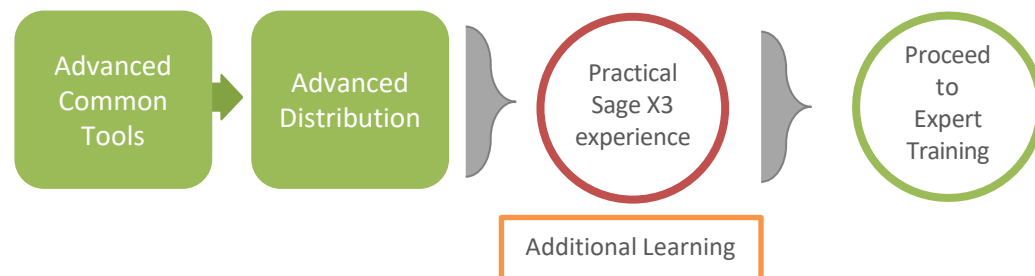 Advanced
Common
Tools
Advanced
Distribution
Practical
Sage X3
experience
Proceed
to
Expert
Training
Additional Learning